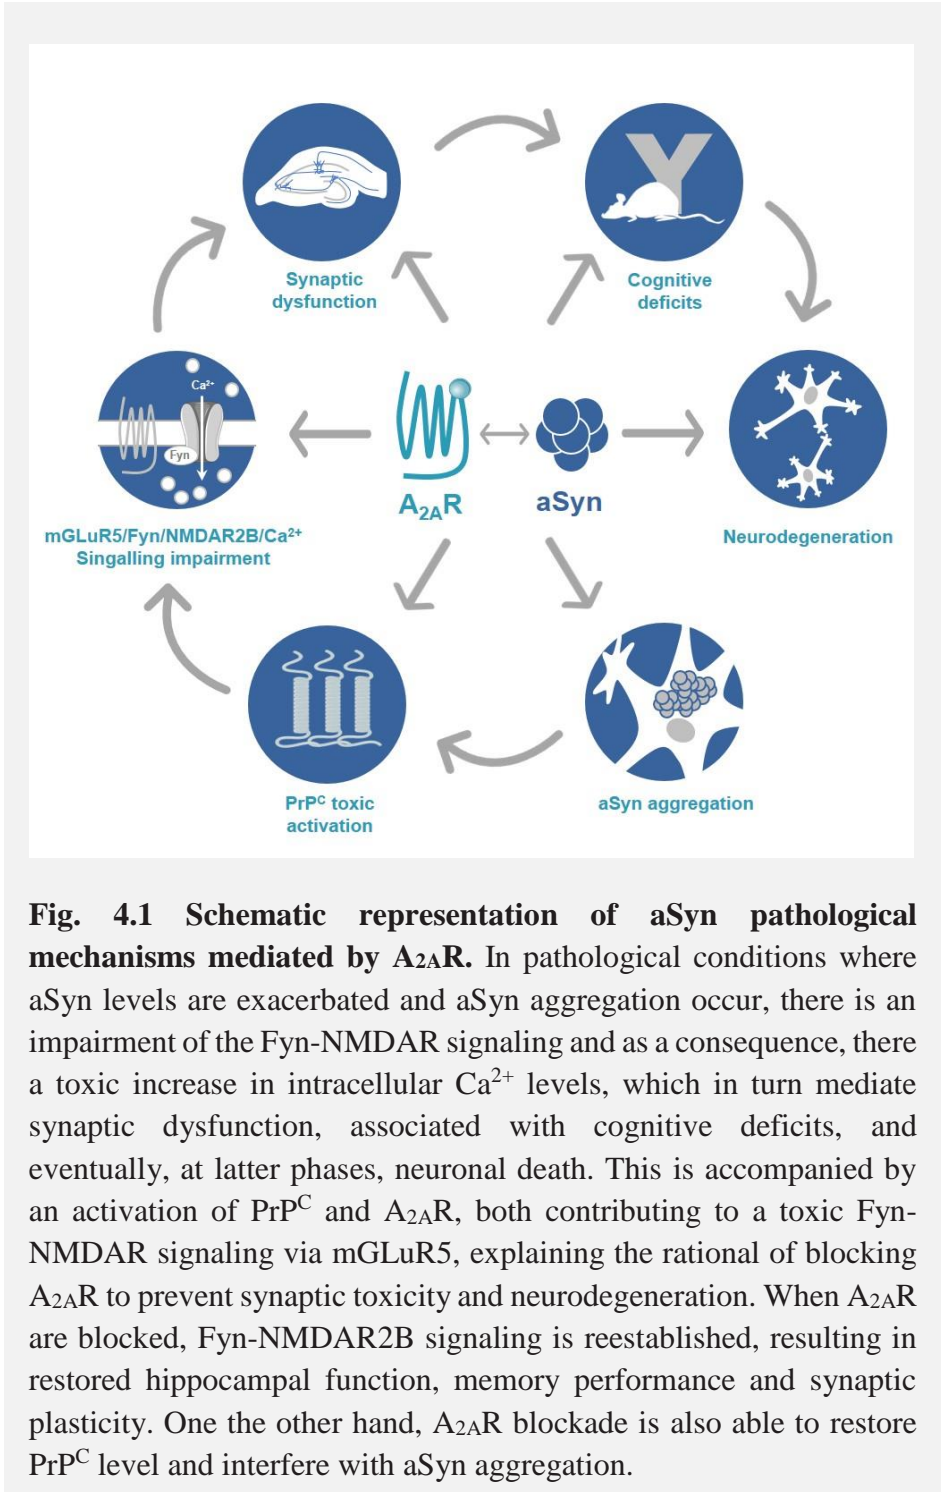 Synaptic
dysfunction
Cognitive
deficits
Ca²⁺
Fyn
A₂AR
aSyn
mGLuR5/Fyn/NMDAR2B/Ca²⁺
Singalling impairment
Neurodegeneration
PrPᶜ toxic
activation
aSyn aggregation
Fig. 4.1 Schematic representation of aSyn pathological
mechanisms mediated by A₂AR. In pathological conditions where
aSyn levels are exacerbated and aSyn aggregation occur, there is an
impairment of the Fyn-NMDAR signaling and as a consequence, there
a toxic increase in intracellular Ca²⁺ levels, which in turn mediate
synaptic dysfunction, associated with cognitive deficits, and
eventually, at latter phases, neuronal death. This is accompanied by
an activation of PrPᶜ and A₂AR, both contributing to a toxic Fyn-
NMDAR signaling via mGLuR5, explaining the rational of blocking
A₂AR to prevent synaptic toxicity and neurodegeneration. When A₂AR
are blocked, Fyn-NMDAR2B signaling is reestablished, resulting in
restored hippocampal function, memory performance and synaptic
plasticity. One the other hand, A₂AR blockade is also able to restore
PrPᶜ level and interfere with aSyn aggregation.